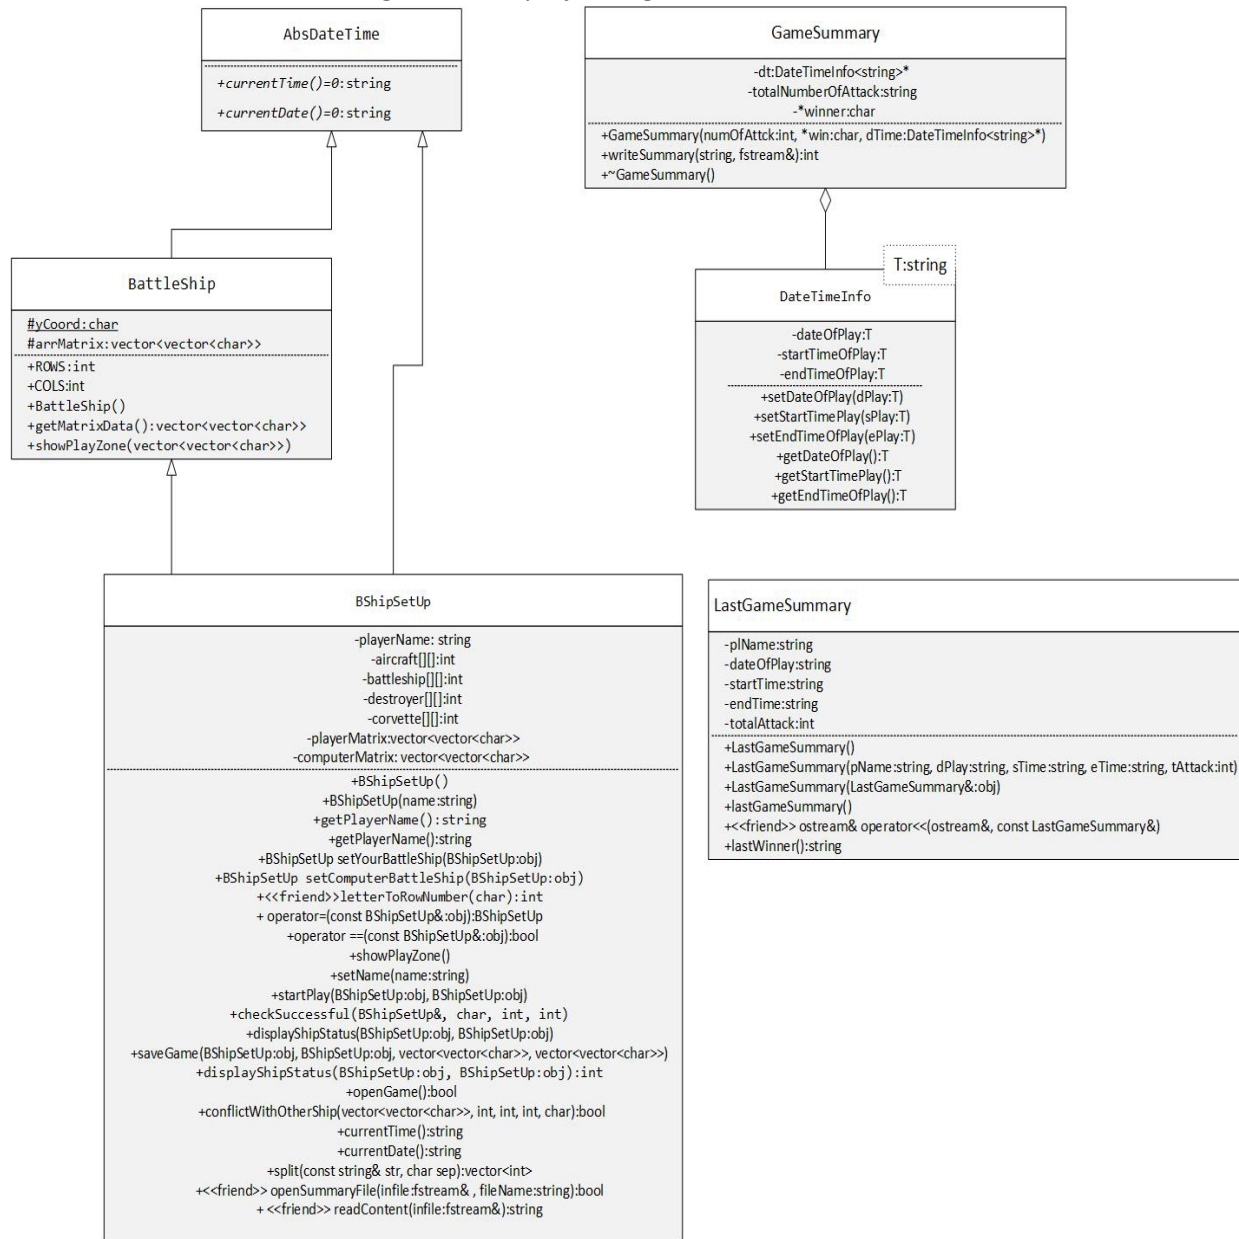 AbsDateTime
+currentTime()=0:string
+currentDate()=0:string
GameSummary
-dt:DateTimeInfo<string>*
-totalNumberOfAttack:string
-*winner:char
+GameSummary(numOfAttck:int, *win:char, dTime:DateTimeInfo<string>*)
+writeSummary(string, fstream&):int
+~GameSummary()
BattleShip
#yCoord:char
#arrMatrix:vector<vector<char>>
+ROWS:int
+COLS:int
+BattleShip()
+getMatrixData():vector<vector<char>>
+showPlayZone(vector<vector<char>>)
T:string
DateTimeInfo
-dateOfPlay:T
-startTimeOfPlay:T
-endTimeOfPlay:T
+setDateOfPlay(dPlay:T)
+setStartTimePlay(sPlay:T)
+setEndTimeOfPlay(ePlay:T)
+getDateOfPlay():T
+getStartTimePlay():T
+getEndTimeOfPlay():T
BShipSetUp
-playerName: string
-aircraft[][]:int
-battleship[][]:int
-destroyer[][]:int
-corvette[][]:int
-playerMatrix:vector<vector<char>>
-computerMatrix: vector<vector<char>>
+BShipSetUp()
+BShipSetUp(name:string)
+getPlayerName():string
+getPlayerName():string
+BShipSetUp setYourBattleShip(BShipSetUp:obj)
+BShipSetUp setComputerBattleShip(BShipSetUp:obj)
+<<friend>>letterToRowNumber(char):int
+ operator=(const BShipSetUp&:obj):BShipSetUp
+operator ==(const BShipSetUp&:obj):bool
+showPlayZone()
+setName(name:string)
+startPlay(BShipSetUp:obj, BShipSetUp:obj)
+checkSuccessful(BShipSetUp&, char, int, int)
+displayShipStatus(BShipSetUp:obj, BShipSetUp:obj)
+saveGame(BShipSetUp:obj, BShipSetUp:obj, vector<vector<char>>, vector<vector<char>>)
+displayShipStatus(BShipSetUp:obj, BShipSetUp:obj):int
+openGame():bool
+conflictWithOtherShip(vector<vector<char>>, int, int, int, char):bool
+currentTime():string
+currentDate():string
+split(const string& str, char sep):vector<int>
+<<friend>> openSummaryFile(infile:fstream& , fileName:string):bool
+ <<friend>> readContent(infile:fstream&):string
LastGameSummary
-plName:string
-dateOfPlay:string
-startTime:string
-endTime:string
-totalAttack:int
+LastGameSummary()
+LastGameSummary(pName:string, dPlay:string, sTime:string, eTime:string, tAttack:int)
+LastGameSummary(LastGameSummary&:obj)
+lastGameSummary()
+<<friend>> ostream& operator<<(ostream&, const LastGameSummary&)
+lastWinner():string